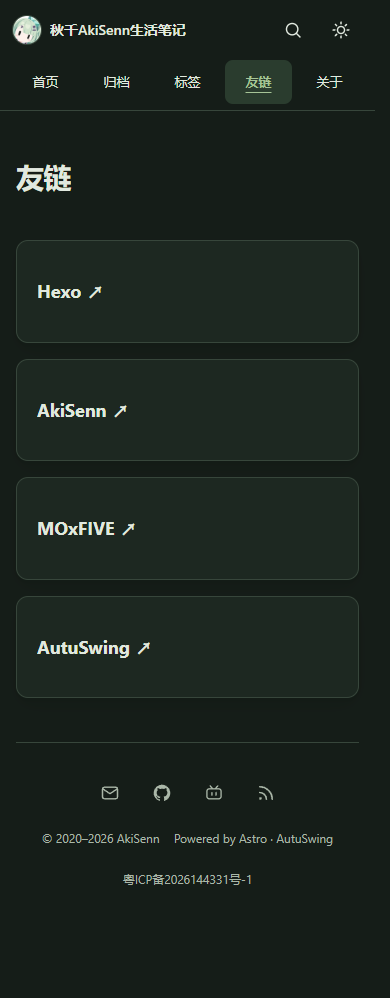 秋千AkiSenn生活笔记
首页 归档 标签 友链 关于
友链
Hexo ↗
AkiSenn ↗
MOxFIVE ↗
AutuSwing ↗
© 2020–2026 AkiSenn Powered by Astro · AutuSwing
粤ICP备2026144331号-1